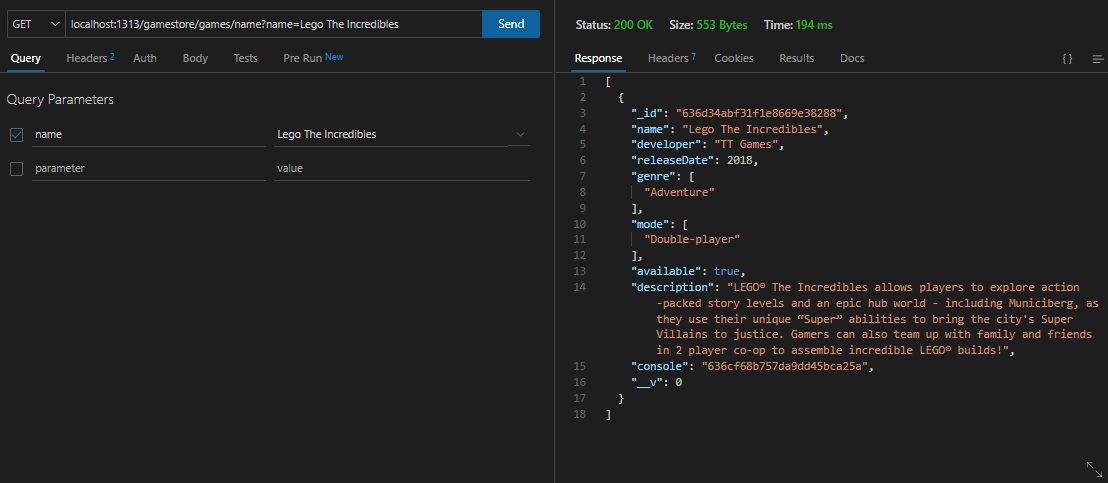 GET localhost:1313/gamestore/games/name?name=Lego The Incredibles Send
Query Headers 2 Auth Body Tests Pre Run New
Query Parameters
name Lego The Incredibles
parameter value
Status: 200 OK Size: 553 Bytes Time: 194 ms
Response Headers 7 Cookies Results Docs { }
1 [
2 {
3 "_id": "636d34abf31f1e8669e38288",
4 "name": "Lego The Incredibles",
5 "developer": "TT Games",
6 "releaseDate": 2018,
7 "genre": [
8 "Adventure"
9 ],
10 "mode": [
11 "Double-player"
12 ],
13 "available": true,
14 "description": "LEGO® The Incredibles allows players to explore action
-packed story levels and an epic hub world - including Municiberg, as
they use their unique “Super” abilities to bring the city's Super
Villains to justice. Gamers can also team up with family and friends
in 2 player co-op to assemble incredible LEGO® builds!",
15 "console": "636cf68b757da9dd45bca25a",
16 "__v": 0
17 }
18 ]